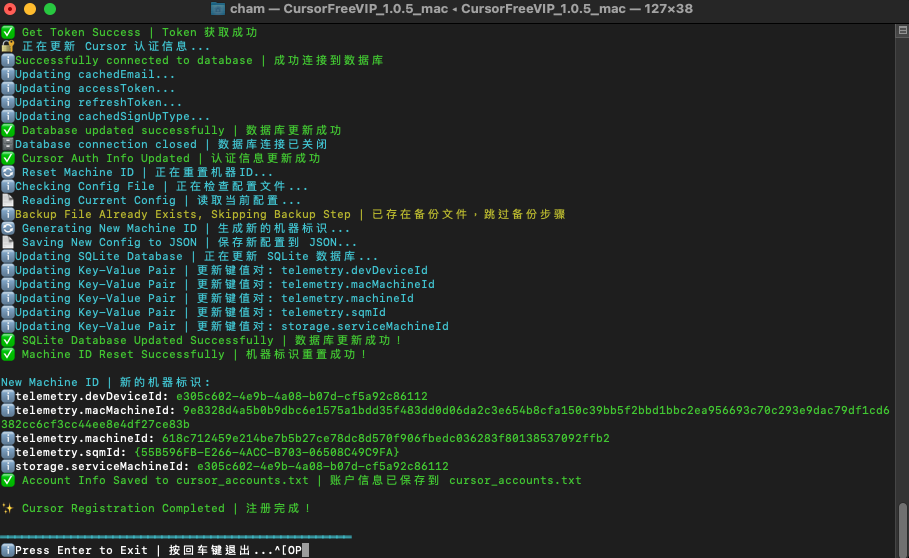 cham — CursorFreeVIP_1.0.5_mac ◂ CursorFreeVIP_1.0.5_mac — 127×38
✅ Get Token Success | Token 获取成功
🔐 正在更新 Cursor 认证信息...
ℹ️Successfully connected to database | 成功连接到数据库
ℹ️Updating cachedEmail...
ℹ️Updating accessToken...
ℹ️Updating refreshToken...
ℹ️Updating cachedSignUpType...
✅ Database updated successfully | 数据库更新成功
🗄️Database connection closed | 数据库连接已关闭
✅ Cursor Auth Info Updated | 认证信息更新成功
🔄 Reset Machine ID | 正在重置机器ID...
ℹ️Checking Config File | 正在检查配置文件...
📄 Reading Current Config | 读取当前配置...
ℹ️Backup File Already Exists, Skipping Backup Step | 已存在备份文件，跳过备份步骤
🔄 Generating New Machine ID | 生成新的机器标识...
📄 Saving New Config to JSON | 保存新配置到 JSON...
ℹ️Updating SQLite Database | 正在更新 SQLite 数据库...
ℹ️Updating Key-Value Pair | 更新键值对: telemetry.devDeviceId
ℹ️Updating Key-Value Pair | 更新键值对: telemetry.macMachineId
ℹ️Updating Key-Value Pair | 更新键值对: telemetry.machineId
ℹ️Updating Key-Value Pair | 更新键值对: telemetry.sqmId
ℹ️Updating Key-Value Pair | 更新键值对: storage.serviceMachineId
✅ SQLite Database Updated Successfully | 数据库更新成功！
✅ Machine ID Reset Successfully | 机器标识重置成功！
New Machine ID | 新的机器标识:
ℹ️telemetry.devDeviceId: e305c602-4e9b-4a08-b07d-cf5a92c86112
ℹ️telemetry.macMachineId: 9e8328d4a5b0b9dbc6e1575a1bdd35f483dd0d06da2c3e654b8cfa150c39bb5f2bbd1bbc2ea956693c70c293e9dac79df1cd6
382cc6cf3cc44ee8e4df27ce83b
ℹ️telemetry.machineId: 618c712459e214be7b5b27ce78dc8d570f906fbedc036283f80138537092ffb2
ℹ️telemetry.sqmId: {55B596FB-E266-4ACC-B703-06508C49C9FA}
ℹ️storage.serviceMachineId: e305c602-4e9b-4a08-b07d-cf5a92c86112
✅ Account Info Saved to cursor_accounts.txt | 账户信息已保存到 cursor_accounts.txt
✨ Cursor Registration Completed | 注册完成！
ℹ️Press Enter to Exit | 按回车键退出...^[OP